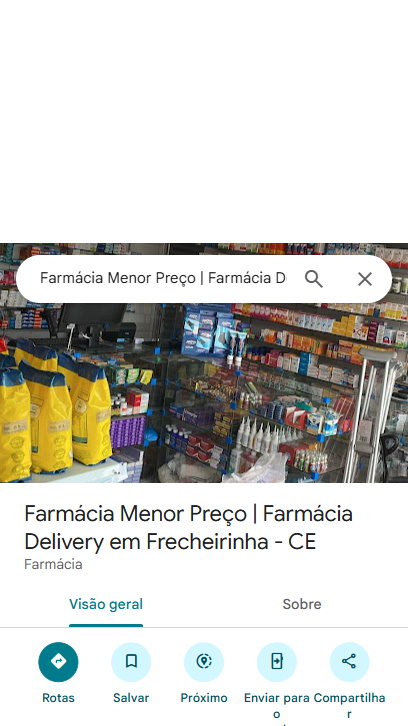 Farmácia Menor Preço | Farmácia D
Farmácia Menor Preço | Farmácia
Delivery em Frecheirinha - CE
Farmácia
Visão geral
Sobre
Rotas
Salvar
Próximo
Enviar para o
Compartilhar